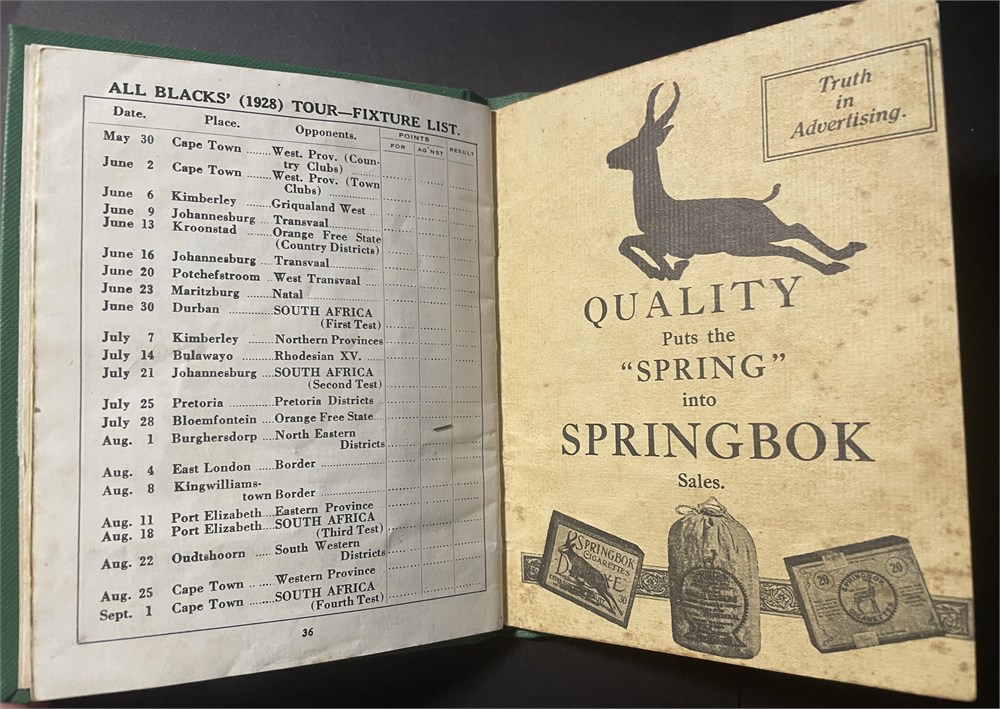 ALL BLACKS' (1928) TOUR—FIXTURE LIST.
Date. Place. Opponents. POINTS FOR AG'NST RESULT
May 30 Cape Town ........West. Prov. (Coun-
try Clubs)
June 2 Cape Town ........West. Prov. (Town
Clubs)
June 6 Kimberley ........Griqualand West
June 9 Johannesburg ....Transvaal
June 13 Kroonstad ....Orange Free State
(Country Districts)
June 16 Johannesburg ....Transvaal
June 20 Potchefstroom ..West Transvaal
June 23 Maritzburg ......Natal
June 30 Durban ............SOUTH AFRICA
(First Test)
July 7 Kimberley ........Northern Provinces
July 14 Bulawayo ........Rhodesian XV.
July 21 Johannesburg ....SOUTH AFRICA
(Second Test)
July 25 Pretoria ..........Pretoria Districts
July 28 Bloemfontein ....Orange Free State
Aug. 1 Burghersdorp ....North Eastern
Districts
Aug. 4 East London ....Border
Aug. 8 Kingwilliams-
town Border
Aug. 11 Port Elizabeth...Eastern Province
Aug. 18 Port Elizabeth...SOUTH AFRICA
(Third Test)
Aug. 22 Oudtshoorn ....South Western
Districts
Aug. 25 Cape Town ......Western Province
Sept. 1 Cape Town ........SOUTH AFRICA
(Fourth Test)
36
Truth
in
Advertising.
QUALITY
Puts the
"SPRING"
into
SPRINGBOK
Sales.
SPRINGBOK
CIGARETTES
30
20
20
SPRINGBOK
CIGARETTES